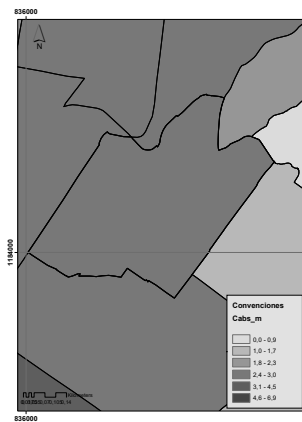 836000
N
1184000
Convenciones
Cabs_m
0,0 - 0,9
1,0 - 1,7
1,8 - 2,3
2,4 - 3,0
3,1 - 4,5
4,6 - 6,9
836000